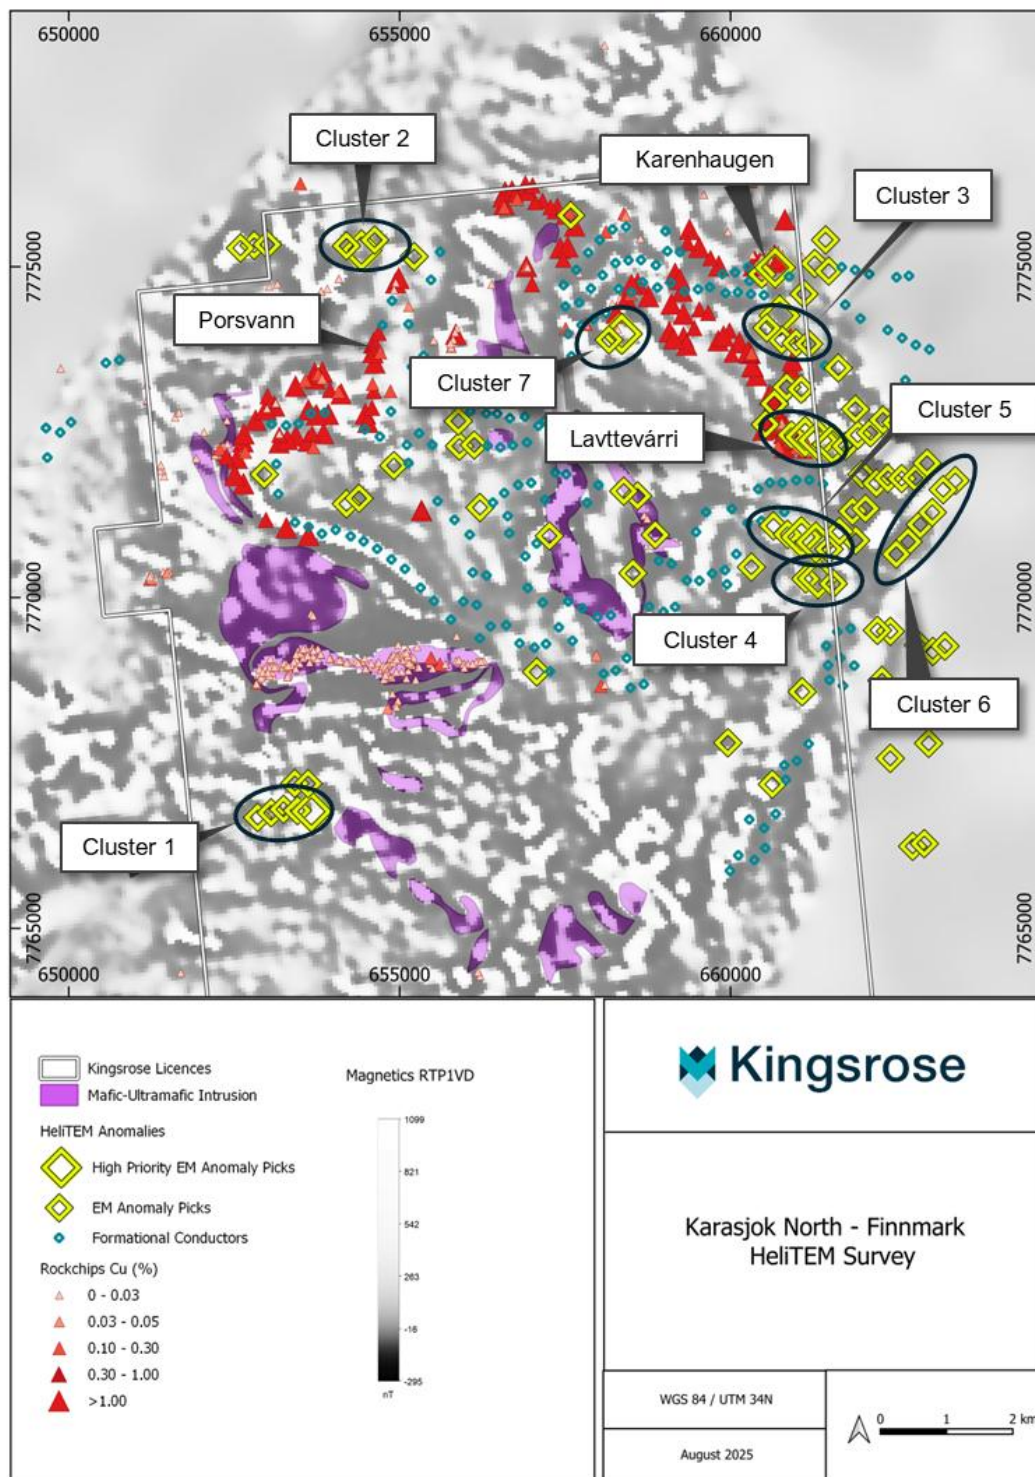 650000
655000
660000
Cluster 2
Karenhaugen
Cluster 3
7775000
7775000
Porsvann
Cluster 7
Cluster 5
Lavttevárri
7770000
7770000
Cluster 4
Cluster 6
Cluster 1
7765000
7765000
650000
655000
660000
Kingsrose Licences
Mafic-Ultramafic Intrusion
HeliTEM Anomalies
High Priority EM Anomaly Picks
EM Anomaly Picks
Formational Conductors
Rockchips Cu (%)
0 - 0.03
0.03 - 0.05
0.10 - 0.30
0.30 - 1.00
>1.00
Magnetics RTP1VD
1099
821
542
263
-16
-295
nT
Kingsrose
Karasjok North - Finnmark
HeliTEM Survey
WGS 84 / UTM 34N
August 2025
0 1 2 km